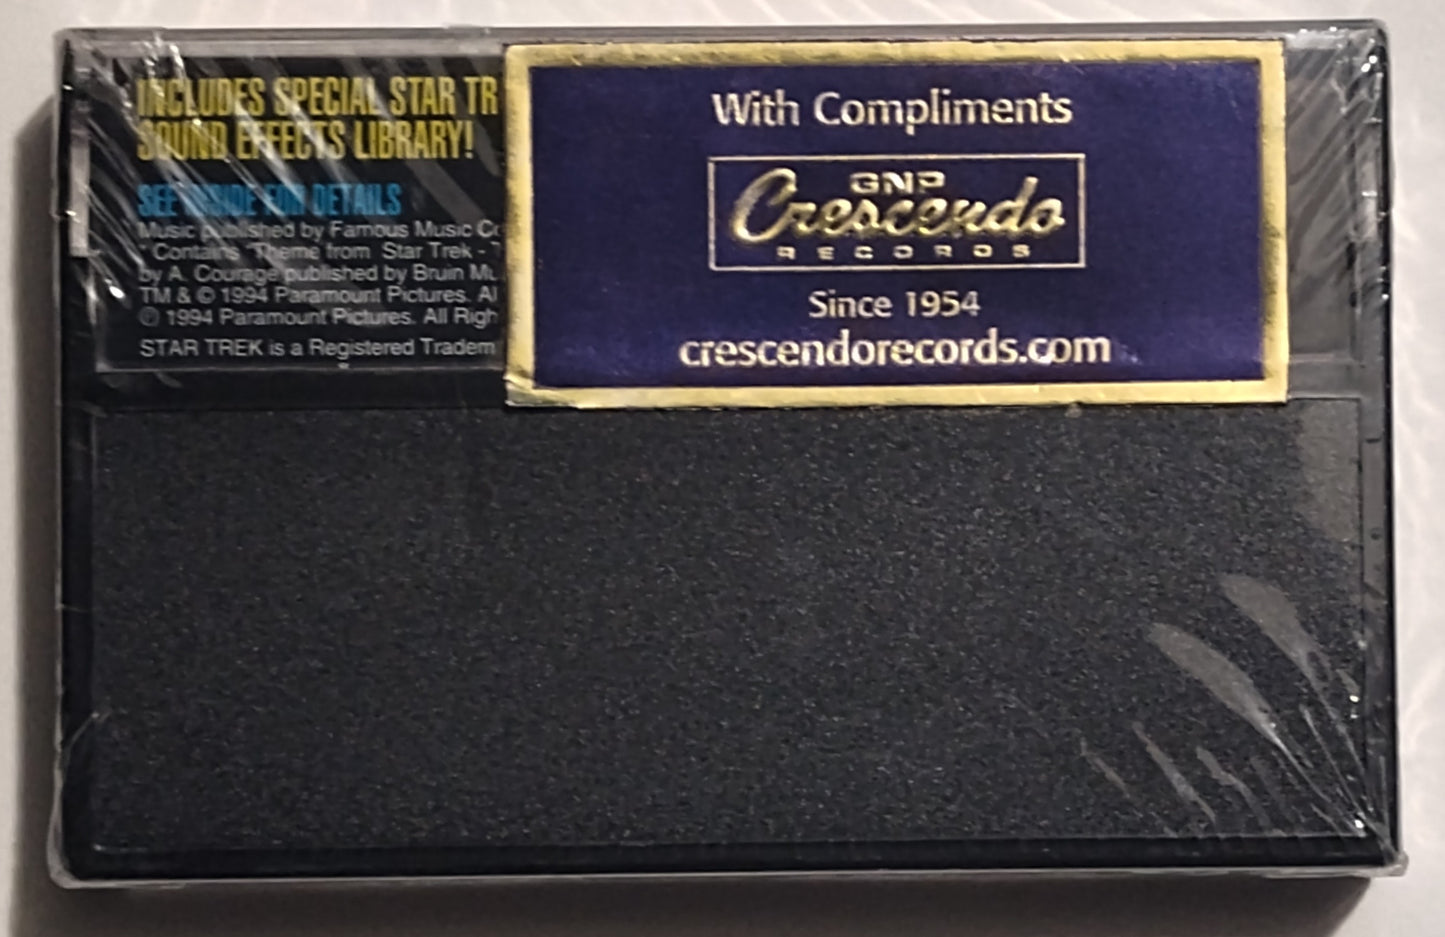 INCLUDES SPECIAL STAR TR
SOUND EFFECTS LIBRARY!
SEE INSIDE FOR DETAILS
Music published by Famous Music Co
* Contains "Theme from Star Trek -
by A. Courage published by Bruin Mu
TM & © 1994 Paramount Pictures. Al
℗ 1994 Paramount Pictures. All Righ
STAR TREK is a Registered Tradem
With Compliments
GNP
Crescendo
RECORDS
Since 1954
crescendorecords.com